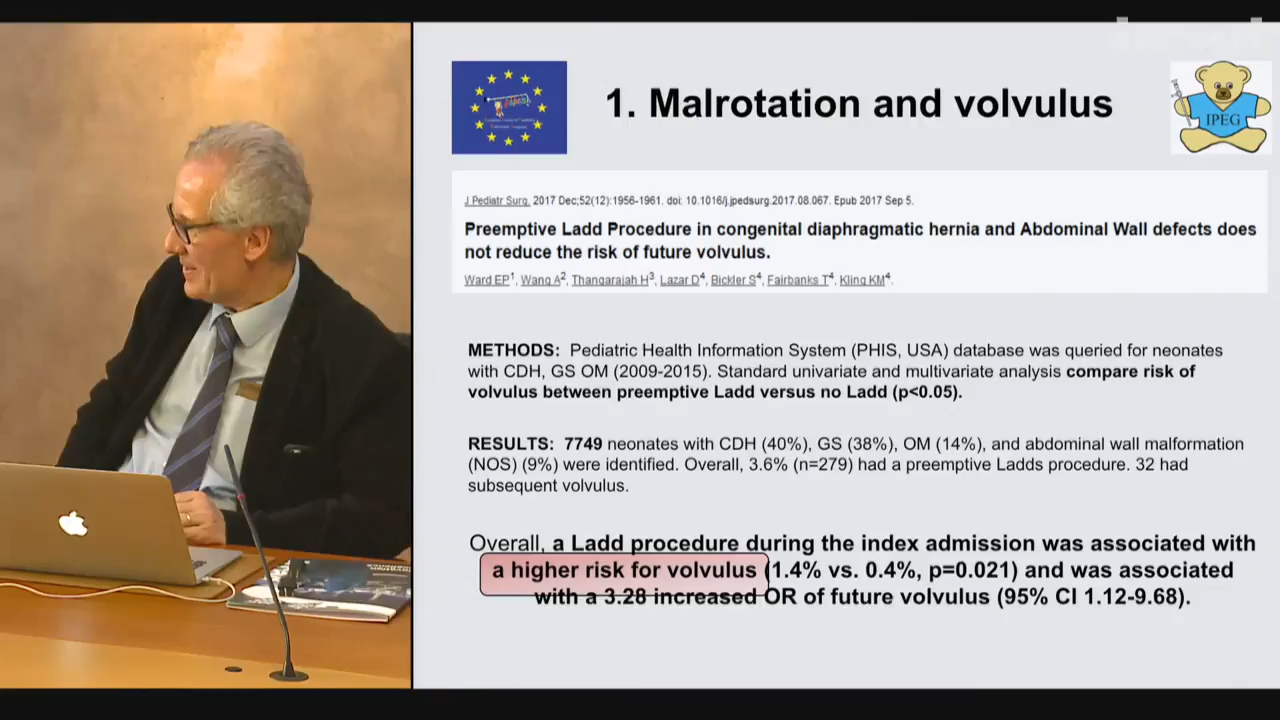 1. Malrotation and volvulus
IPEG
J Pediatr Surg. 2017 Dec;52(12):1956-1961. doi: 10.1016/j.jpedsurg.2017.08.067. Epub 2017 Sep 5.
Preemptive Ladd Procedure in congenital diaphragmatic hernia and Abdominal Wall defects does
not reduce the risk of future volvulus.
Ward EP1, Wang A2, Thangarajah H3, Lazar D4, Bickler S4, Fairbanks T4, Kling KM4.
METHODS: Pediatric Health Information System (PHIS, USA) database was queried for neonates
with CDH, GS OM (2009-2015). Standard univariate and multivariate analysis compare risk of
volvulus between preemptive Ladd versus no Ladd (p<0.05).
RESULTS: 7749 neonates with CDH (40%), GS (38%), OM (14%), and abdominal wall malformation
(NOS) (9%) were identified. Overall, 3.6% (n=279) had a preemptive Ladds procedure. 32 had
subsequent volvulus.
Overall, a Ladd procedure during the index admission was associated with
a higher risk for volvulus (1.4% vs. 0.4%, p=0.021) and was associated
with a 3.28 increased OR of future volvulus (95% CI 1.12-9.68).